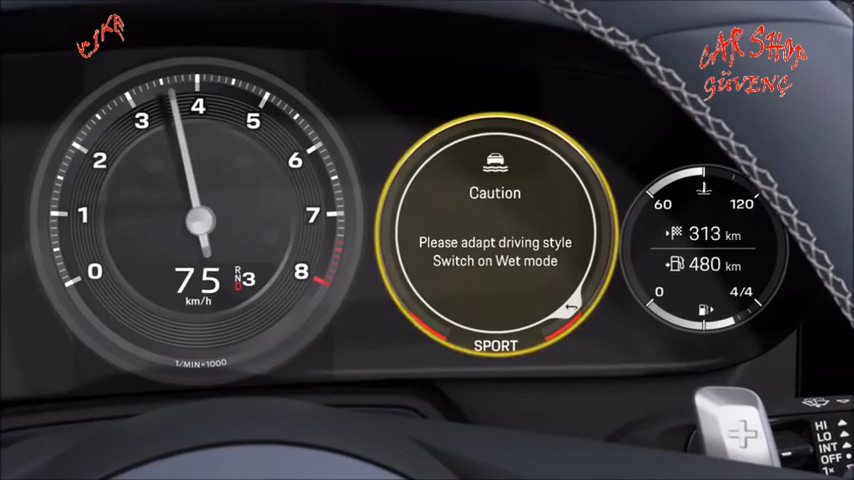 CAR SHOP
GÜVENÇ
0
1
2
3
4
5
6
7
8
75
km/h
R
N
D
3
1/MIN×1000
Caution
Please adapt driving style
Switch on Wet mode
SPORT
60
120
313 km
480 km
0
4/4
+
HI
LO
INT
OFF
1x